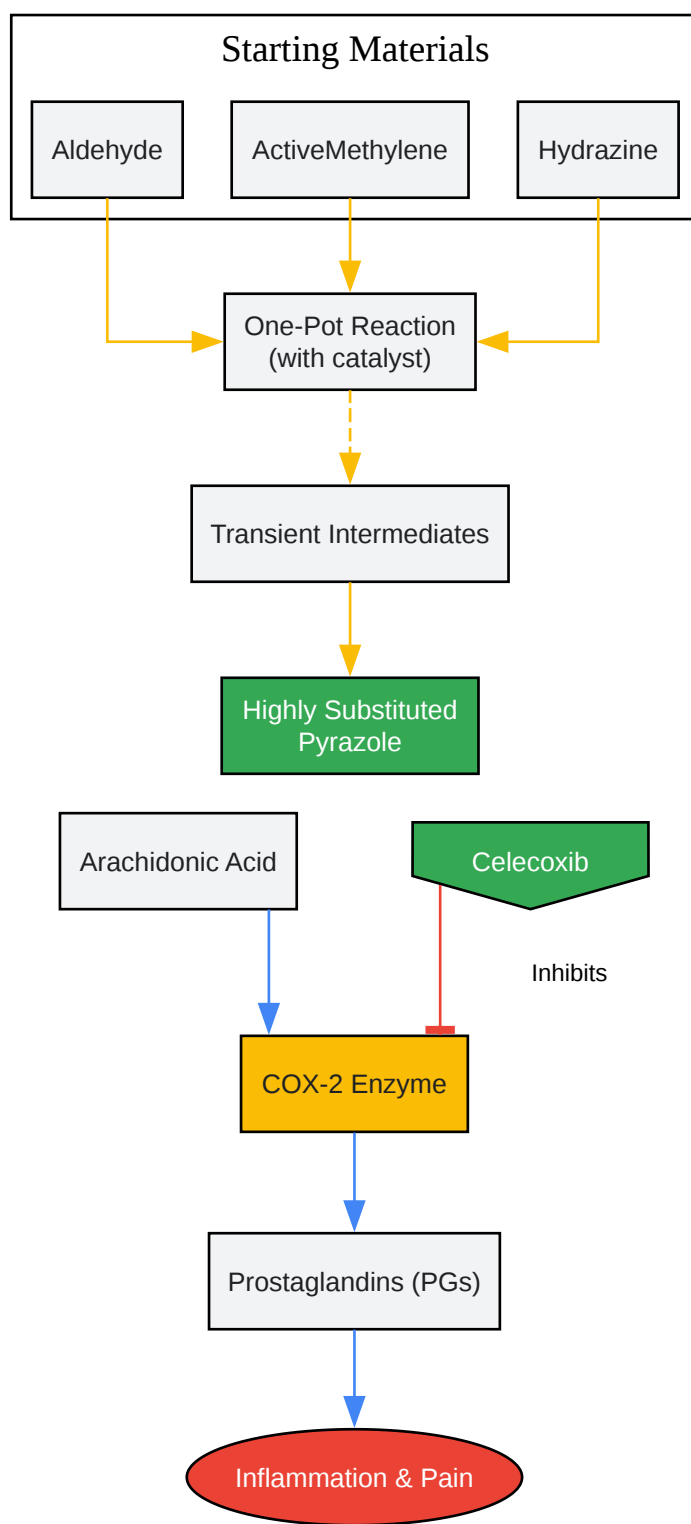 Starting Materials
Aldehyde
ActiveMethylene
Hydrazine
One-Pot Reaction
(with catalyst)
Transient Intermediates
Highly Substituted
Pyrazole
Arachidonic Acid
Celecoxib
Inhibits
COX-2 Enzyme
Prostaglandins (PGs)
Inflammation & Pain